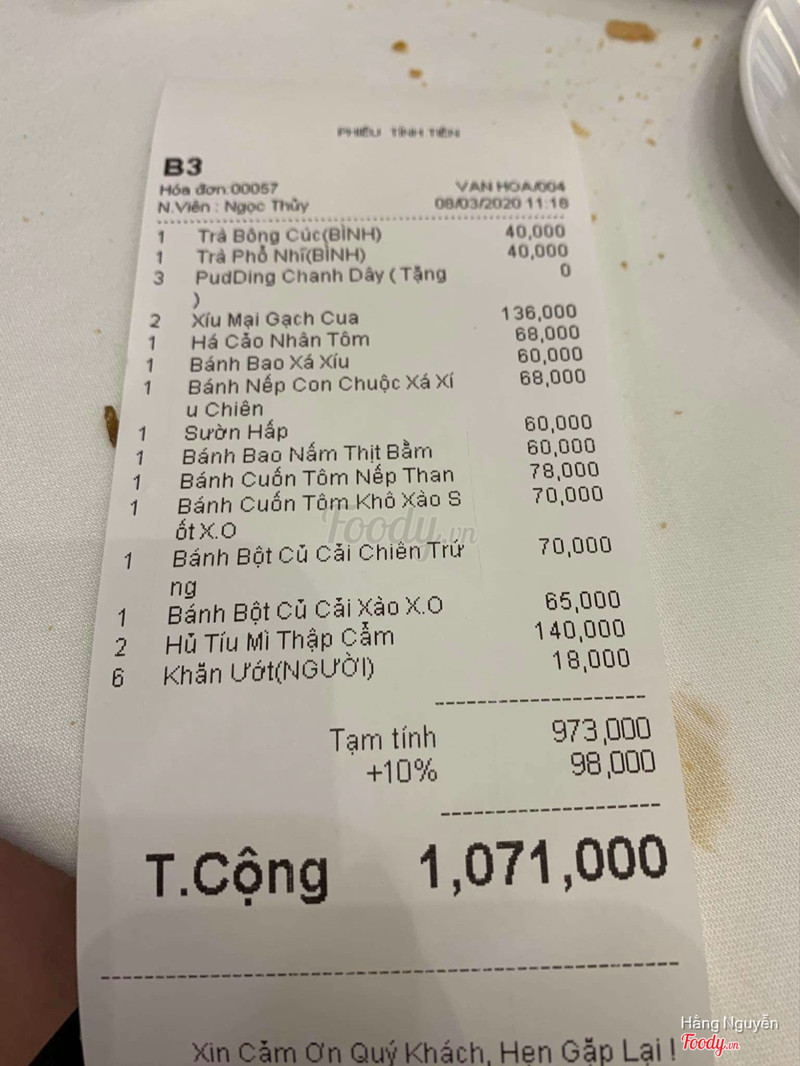 PHIẾU TÍNH TIỀN
B3
Hóa đơn:00057 VAN HOA/004
N.Viên : Ngọc Thủy 08/03/2020 11:18
1 Trà Bông Cúc(BÌNH) 40,000
1 Trà Phổ Nhĩ(BÌNH) 40,000
3 PudDing Chanh Dây ( Tặng 0
)
2 Xíu Mại Gạch Cua 136,000
1 Há Cảo Nhân Tôm 68,000
1 Bánh Bao Xá Xíu 60,000
1 Bánh Nếp Con Chuộc Xá Xí 68,000
u Chiên
1 Sườn Hấp 60,000
1 Bánh Bao Nấm Thịt Bằm 60,000
1 Bánh Cuốn Tôm Nếp Than 78,000
1 Bánh Cuốn Tôm Khô Xào S 70,000
ốt X.O
1 Bánh Bột Củ Cải Chiên Trứ 70,000
ng
1 Bánh Bột Củ Cải Xào X.O 65,000
2 Hủ Tíu Mì Thập Cẩm 140,000
6 Khăn Ướt(NGƯỜI) 18,000
Tạm tính 973,000
+10% 98,000
T.Cộng 1,071,000
Xin Cảm Ơn Quý Khách, Hẹn Gặp Lại !
Foody.vn
Hằng Nguyễn
Foody.vn